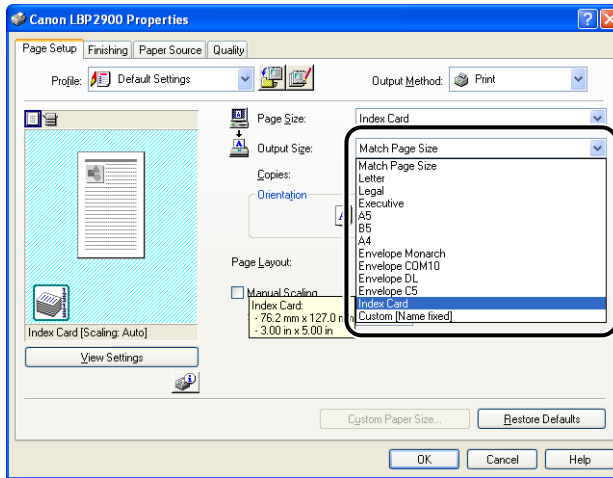 Canon LBP2900 Properties
Page Setup Finishing Paper Source Quality
Profile: Default Settings Output Method: Print
Page Size: Index Card
Output Size: Match Page Size
Match Page Size
Letter
Legal
Executive
A5
B5
A4
Envelope Monarch
Envelope COM10
Envelope DL
Envelope C5
Index Card
Custom [Name fixed]
Copies:
Orientation
A
Page Layout:
Manual Scaling
Index Card:
- 76.2 mm x 127.0 mm
- 3.00 in x 5.00 in
Index Card [Scaling: Auto]
View Settings
Custom Paper Size... Restore Defaults
OK Cancel Help